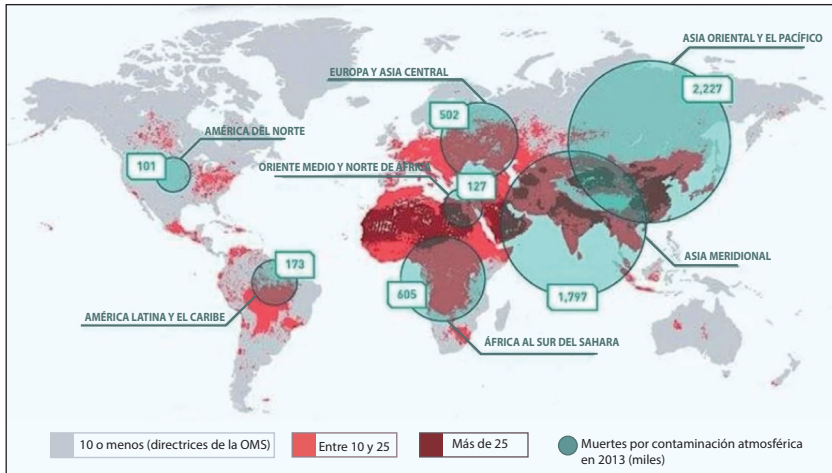 ASIA ORIENTAL Y EL PACÍFICO
EUROPA Y ASIA CENTRAL
2,227
502
AMÉRICA DEL NORTE
101
ORIENTE MEDIO Y NORTE DE ÁFRICA
127
ASIA MERIDIONAL
173
605
1,797
AMÉRICA LATINA Y EL CARIBE
ÁFRICA AL SUR DEL SAHARA
10 o menos (directrices de la OMS)
Entre 10 y 25
Más de 25
Muertes por contaminación atmosférica
en 2013 (miles)